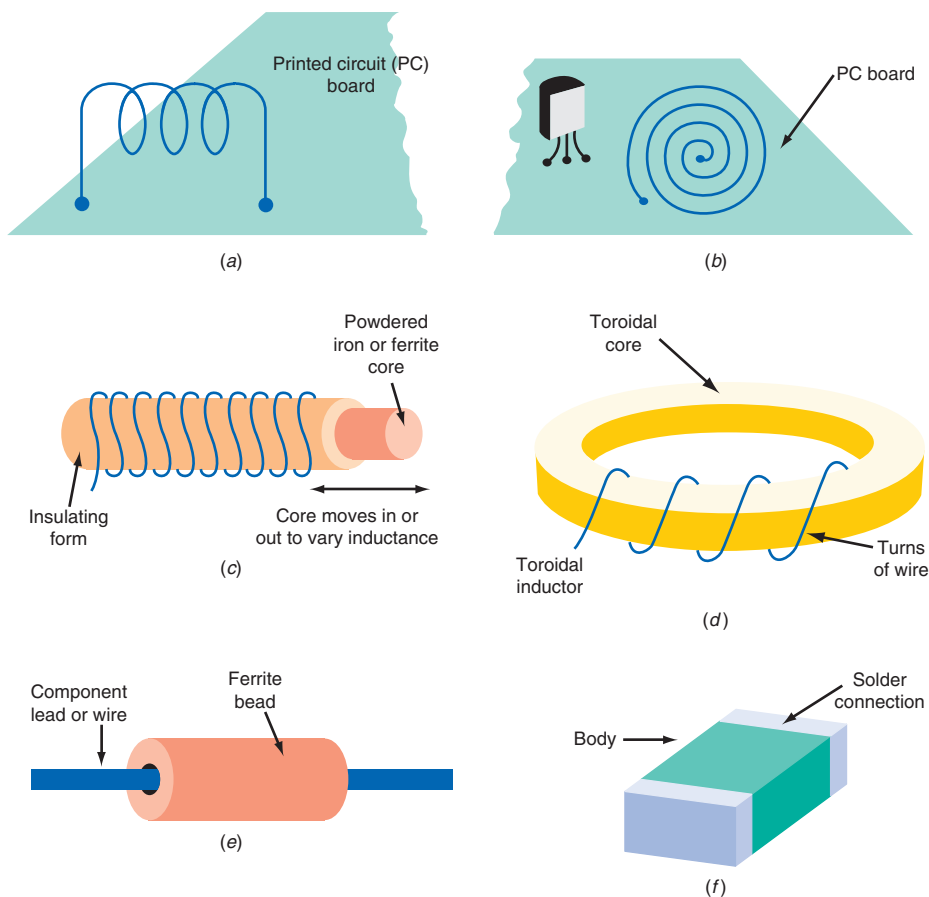 Printed circuit (PC)
board
(a)
PC board
(b)
Powdered
iron or ferrite
core
Insulating
form
Core moves in or
out to vary inductance
(c)
Toroidal
core
Toroidal
inductor
Turns
of wire
(d)
Component
lead or wire
Ferrite
bead
(e)
Solder
connection
Body
(f)